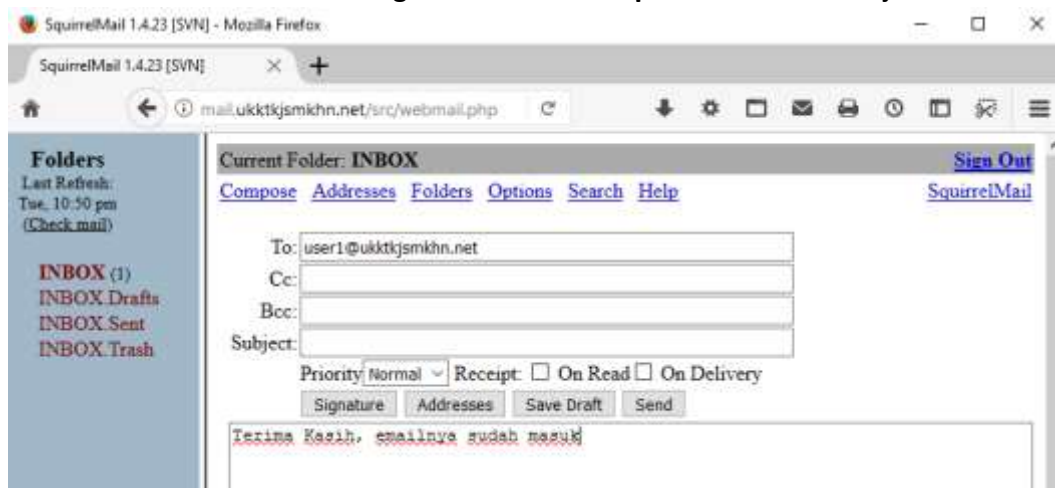 SquirrelMail 1.4.23 [SVN] - Mozilla Firefox
SquirrelMail 1.4.23 [SVN]
mail.ukktkjsmkhn.net/src/webmail.php
Folders
Last Refresh:
Tue, 10:50 pm
(Check mail)
INBOX (1)
INBOX.Drafts
INBOX.Sent
INBOX.Trash
Current Folder: INBOX Sign Out
Compose Addresses Folders Options Search Help SquirrelMail
To: user1@ukktkjsmkhn.net
Cc:
Bcc:
Subject:
Priority Normal Receipt: On Read On Delivery
Signature Addresses Save Draft Send
Terima Kasih, emailnya sudah masuk